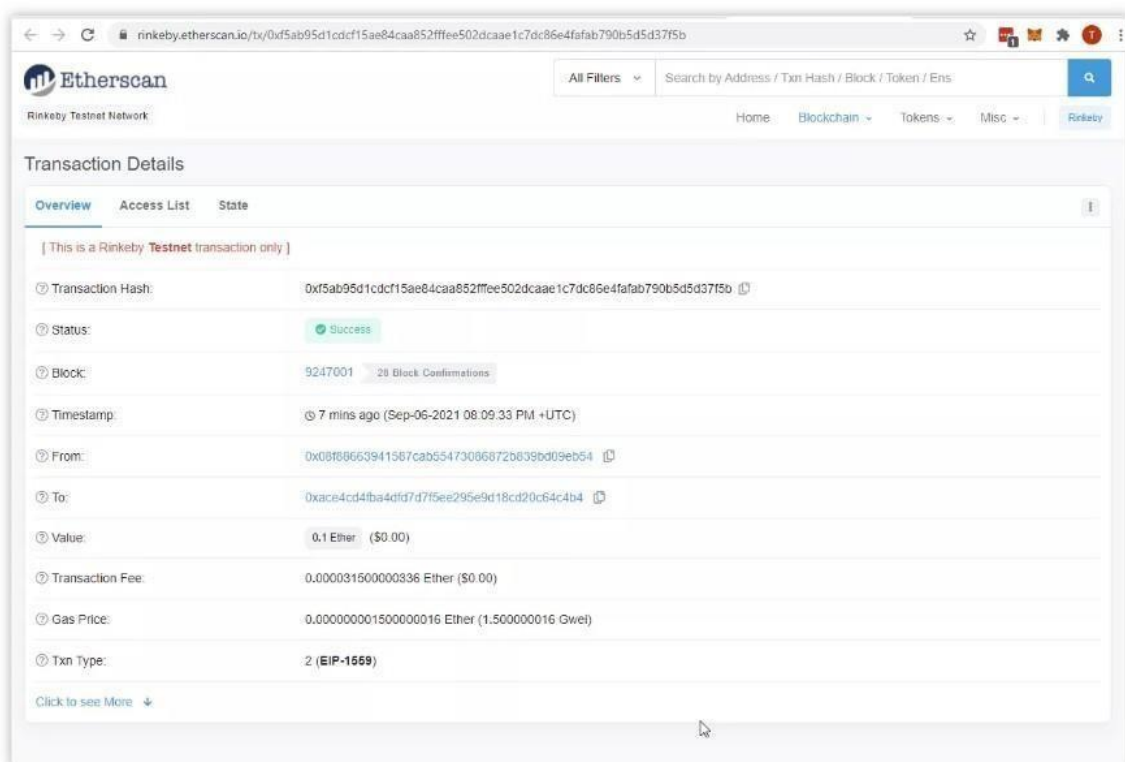 rinkeby.etherscan.io/tx/0xf5ab95d1cdcf15ae84caa852fffee502dcaae1c7dc86e4fafab790b5d5d37f5b
1
T
Etherscan
All Filters
Search by Address / Txn Hash / Block / Token / Ens
Rinkeby Testnet Network
Home Blockchain Tokens Misc Rinkeby
Transaction Details
Overview Access List State
[ This is a Rinkeby Testnet transaction only ]
Transaction Hash: 0xf5ab95d1cdcf15ae84caa852fffee502dcaae1c7dc86e4fafab790b5d5d37f5b
Status: Success
Block: 9247001 28 Block Confirmations
Timestamp: 7 mins ago (Sep-06-2021 08:09:33 PM +UTC)
From: 0x08f88663941587cab55473086872b839bd09eb54
To: 0xace4cd4fba4dfd7d7f5ee295e9d18cd20c64c4b4
Value: 0.1 Ether ($0.00)
Transaction Fee: 0.000031500000336 Ether ($0.00)
Gas Price: 0.000000001500000016 Ether (1.500000016 Gwei)
Txn Type: 2 (EIP-1559)
Click to see More